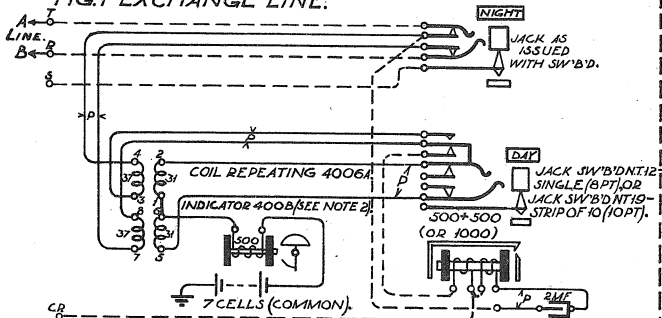 FIG.1 EXCHANGE LINE.
NIGHT
A T
LINE.
B R
S
JACK AS
ISSUED
WITH SW'B'D.
P
P
4 2
37 31
COIL REPEATING 4006A
P
DAY
JACK SW'B'D NT.12-
SINGLE (8PT), OR
JACK SW'B'D NT19-
STRIP OF 10 (10PT).
8
37 31
7 5
INDICATOR 400B/SEE NOTE 2).
500
500+500
(OR 1000)
7 CELLS (COMMON).
P
2MF
CR